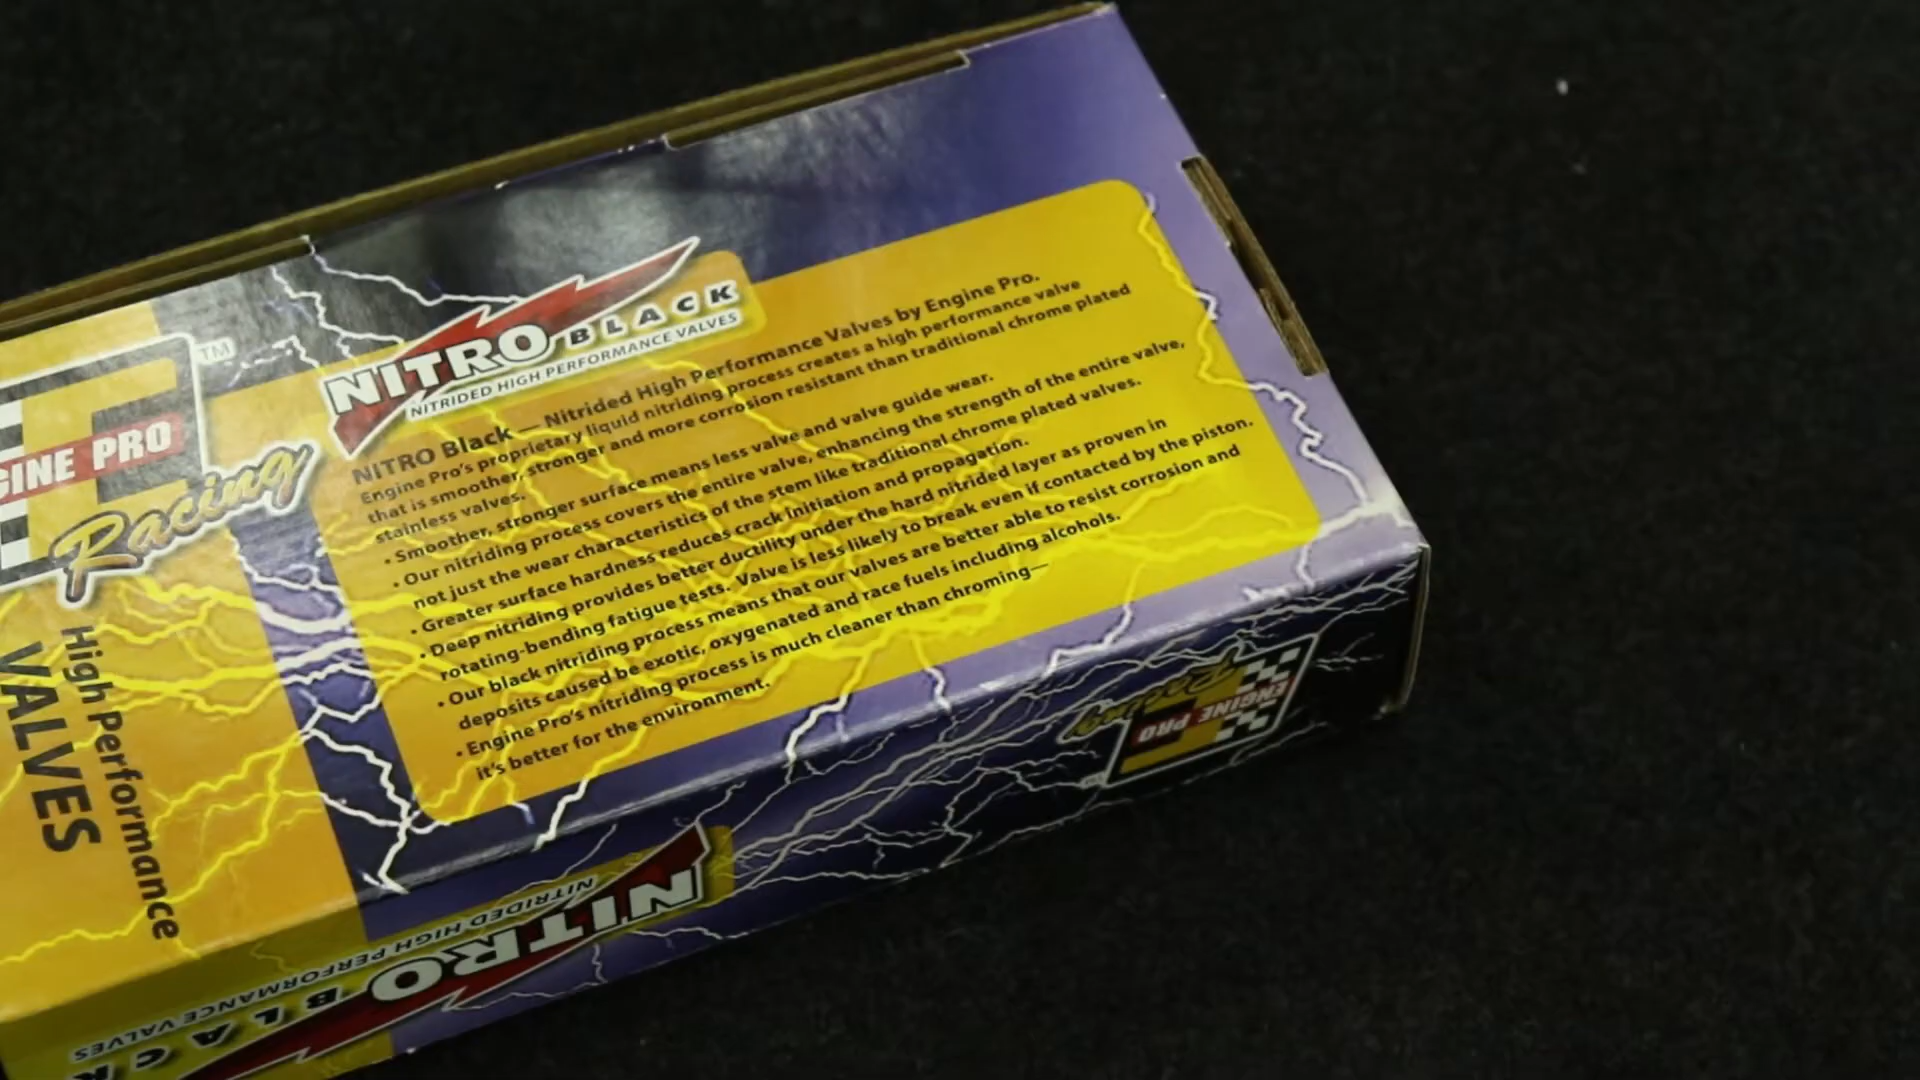 GINE PRO
TM
Racing
High Performance
VALVES
NITRO BLACK
NITRIDED HIGH PERFORMANCE VALVES
NITRO Black — Nitrided High Performance Valves by Engine Pro.
Engine Pro's proprietary liquid nitriding process creates a high performance valve
that is smoother, stronger and more corrosion resistant than traditional chrome plated
stainless valves.
• Smoother, stronger surface means less valve and valve guide wear.
• Our nitriding process covers the entire valve, enhancing the strength of the entire valve,
not just the wear characteristics of the stem like traditional chrome plated valves.
• Greater surface hardness reduces crack initiation and propagation.
• Deep nitriding provides better ductility under the hard nitrided layer as proven in
rotating-bending fatigue tests. Valve is less likely to break even if contacted by the piston.
• Our black nitriding process means that our valves are better able to resist corrosion and
deposits caused be exotic, oxygenated and race fuels including alcohols.
• Engine Pro's nitriding process is much cleaner than chroming—
it's better for the environment.
ENGINE PRO
Racing
NITRO BLACK
NITRIDED HIGH PERFORMANCE VALVES